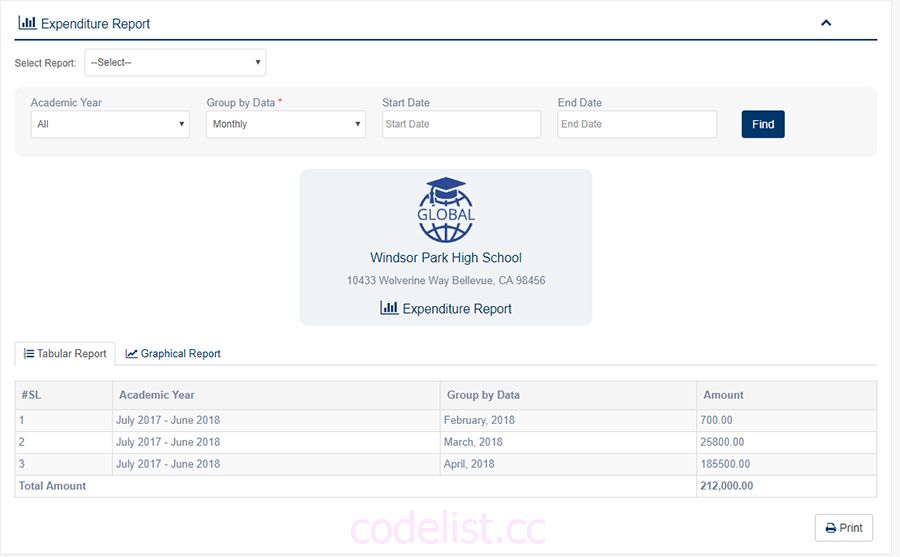 Expenditure Report
Select Report: --Select--
Academic Year Group by Data * Start Date End Date
All Monthly Start Date End Date Find
GLOBAL
Windsor Park High School
10433 Wolverine Way Bellevue, CA 98456
Expenditure Report
Tabular Report Graphical Report
#SL Academic Year Group by Data Amount
1 July 2017 - June 2018 February, 2018 700.00
2 July 2017 - June 2018 March, 2018 25800.00
3 July 2017 - June 2018 April, 2018 185500.00
Total Amount 212,000.00
codelist.cc
Print